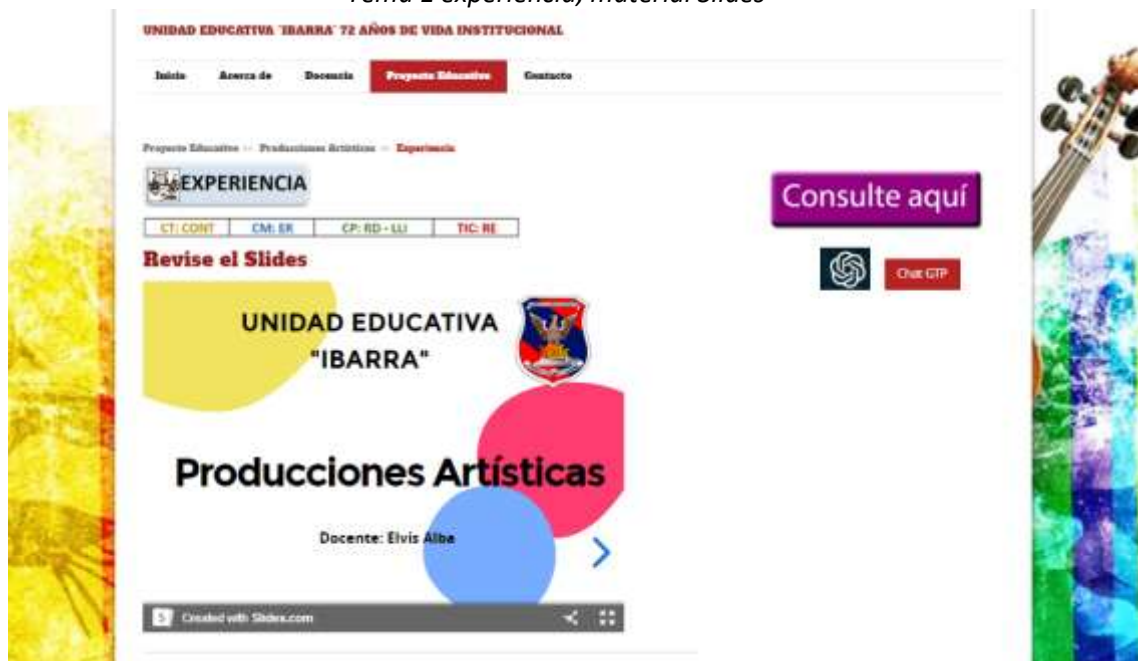 Tema 1 experiencia, material Slides
UNIDAD EDUCATIVA "IBARRA" 72 AÑOS DE VIDA INSTITUCIONAL
Inicio Acerca de Docencia Proyecto Educativo Contacto
Proyecto Educativo >> Producciones Artísticas >> Experiencia
EXPERIENCIA
CT: CONT CM: ER CP: RD - LLI TIC: RE
Revise el Slides
UNIDAD EDUCATIVA
"IBARRA"
Producciones Artísticas
Docente: Elvis Alba
Created with Slides.com
Consulte aquí
Chat GTP